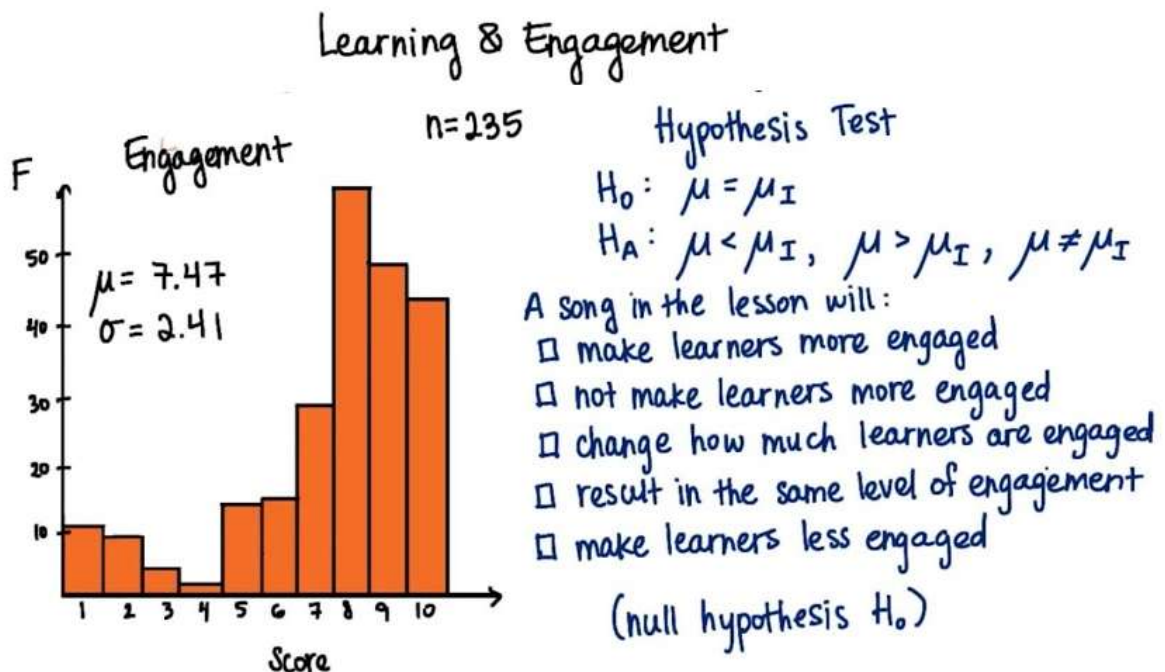 Learning & Engagement
n=235
Engagement
F
50
40
30
20
10
μ = 7.47
σ = 2.41
1 2 3 4 5 6 7 8 9 10
Score
Hypothesis Test
H₀: μ = μ_I
H_A: μ < μ_I, μ > μ_I, μ ≠ μ_I
A song in the lesson will:
□ make learners more engaged
□ not make learners more engaged
□ change how much learners are engaged
□ result in the same level of engagement
□ make learners less engaged
(null hypothesis H₀)